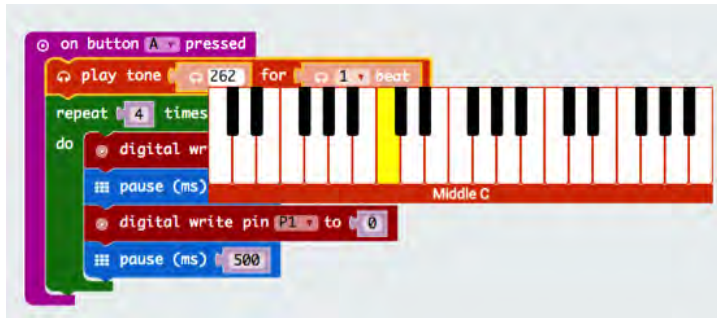 on button A pressed
play tone 262 for 1 beat
repeat 4 times
do
digital wr
pause (ms)
Middle C
digital write pin P1 to 0
pause (ms) 500